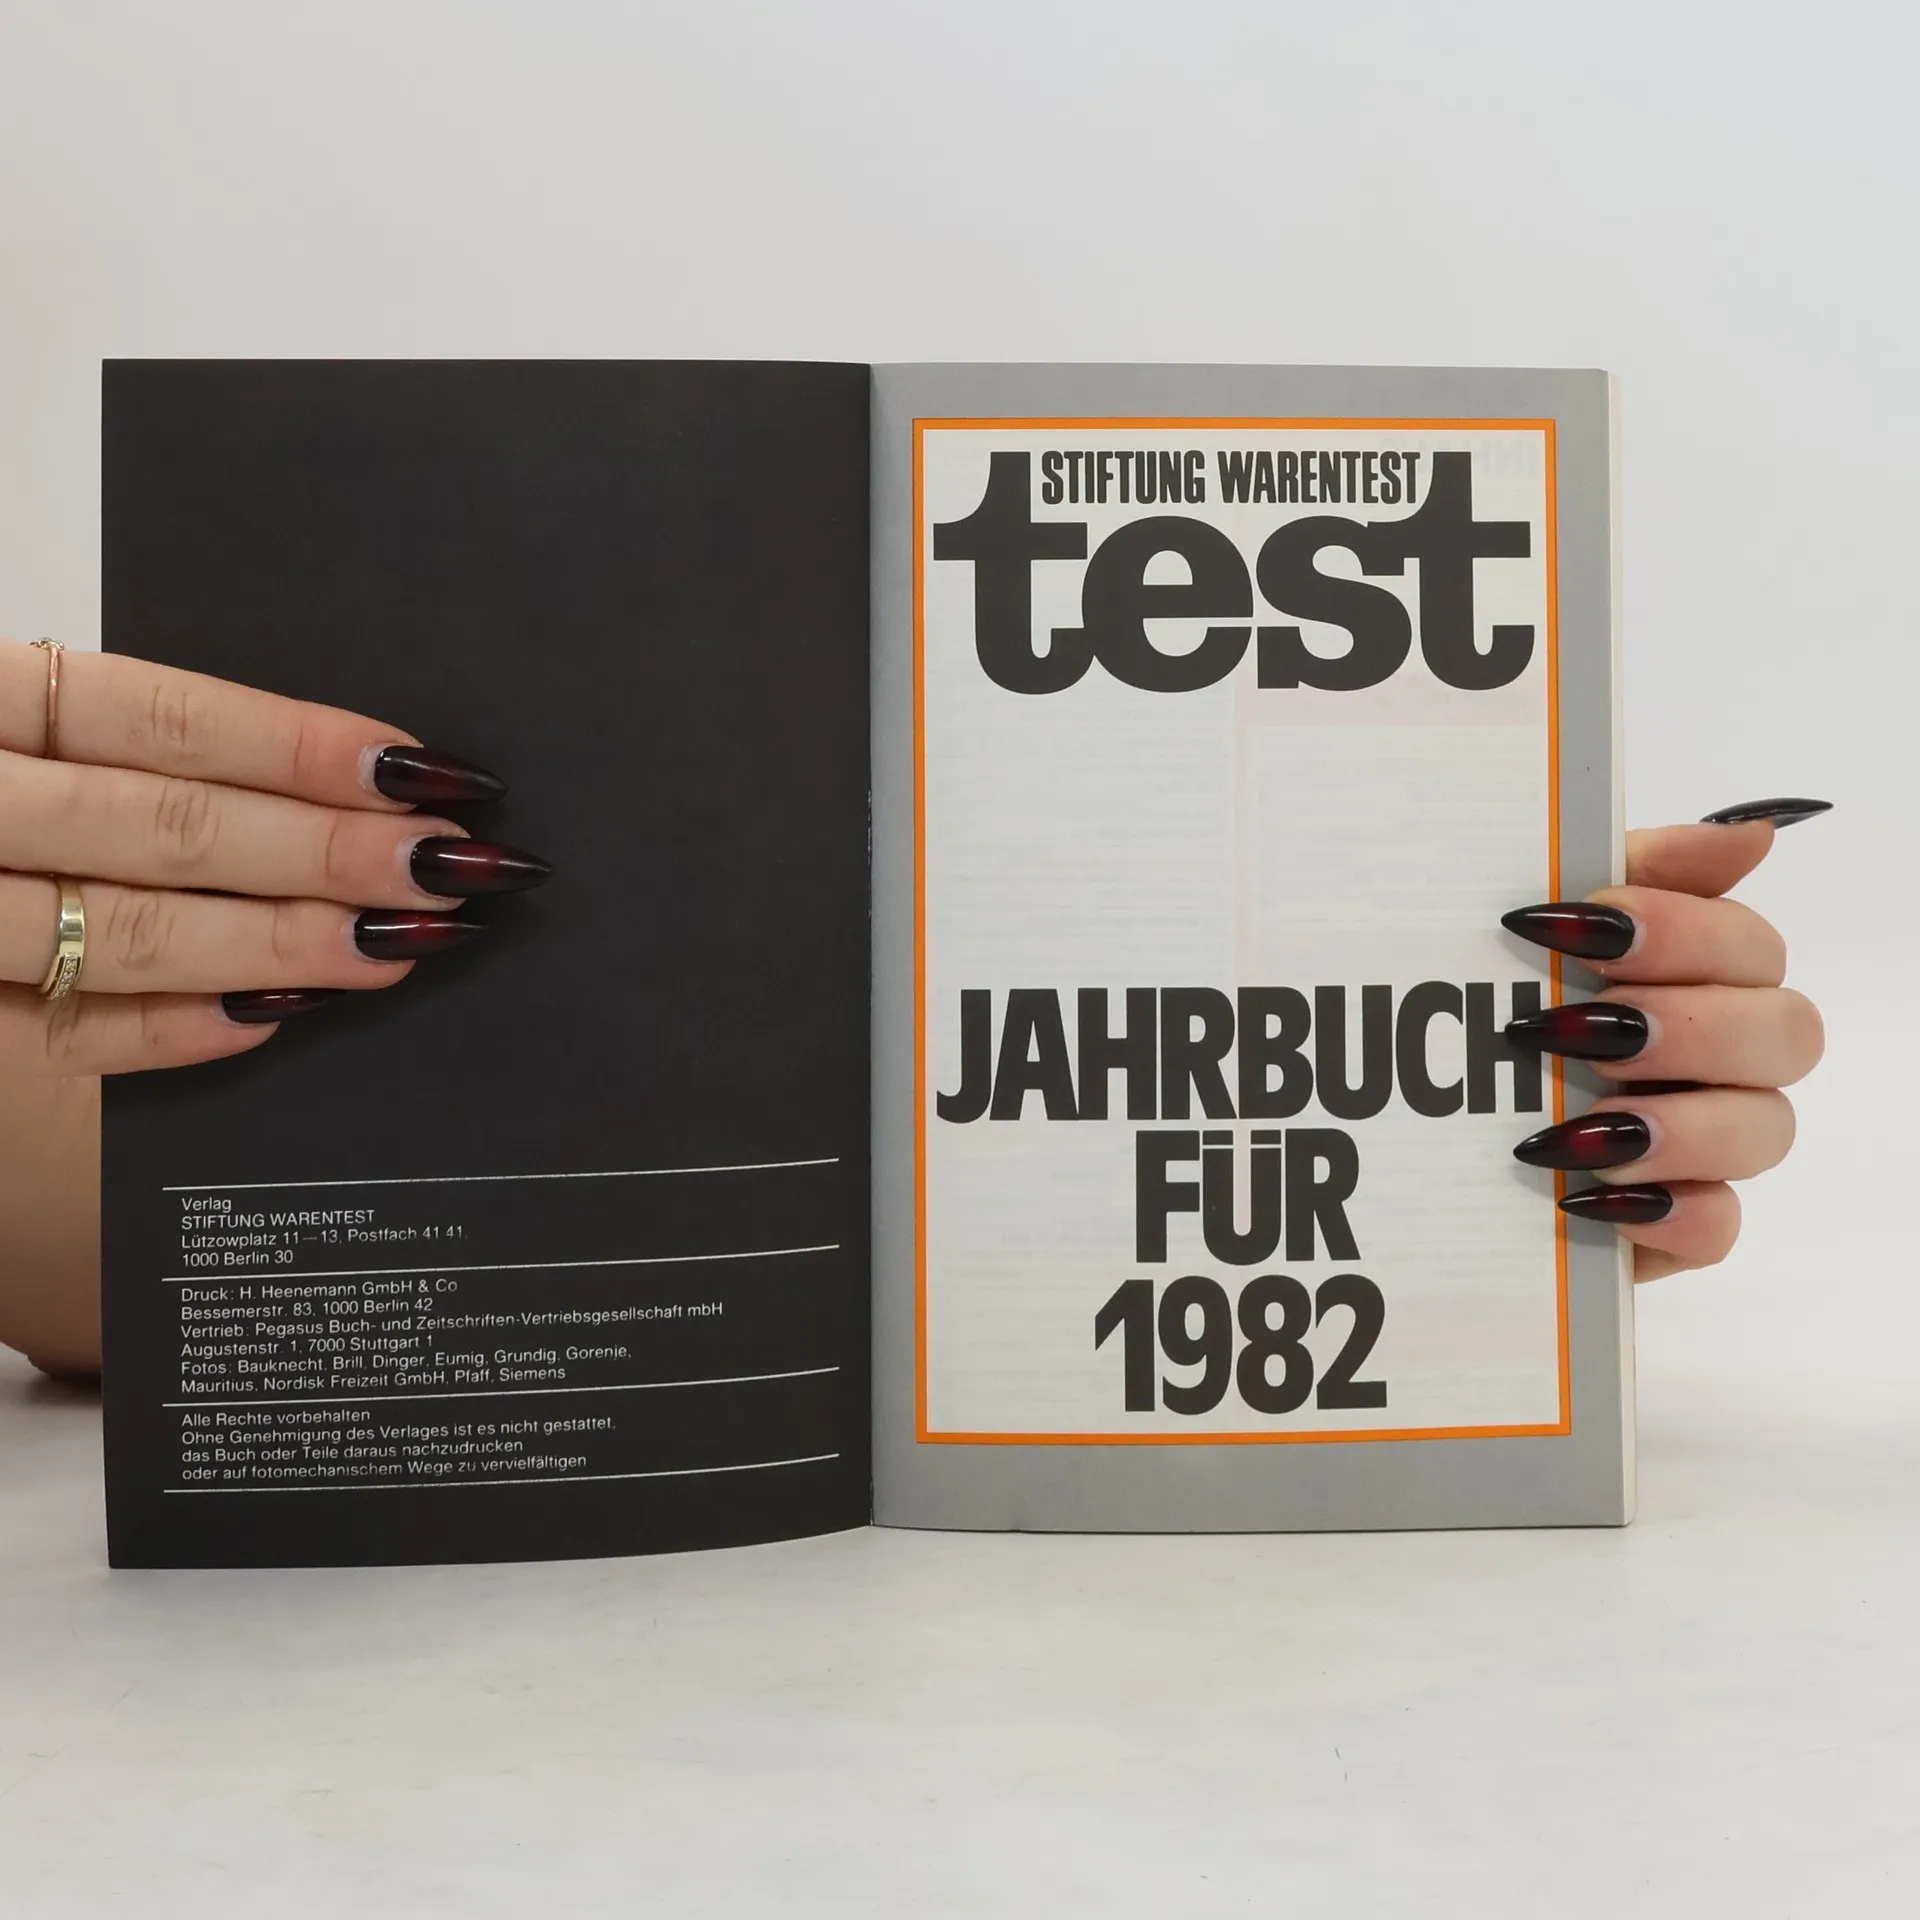 Verlag
STIFTUNG WARENTEST
Lützowplatz 11—13, Postfach 41 41,
1000 Berlin 30
Druck: H. Heenemann GmbH & Co
Bessemerstr. 83, 1000 Berlin 42
Vertrieb: Pegasus Buch- und Zeitschriften-Vertriebsgesellschaft mbH
Augustenstr. 1, 7000 Stuttgart 1
Fotos: Bauknecht, Brill, Dinger, Eumig, Grundig, Gorenje,
Mauritius, Nordisk Freizeit GmbH, Pfaff, Siemens
Alle Rechte vorbehalten
Ohne Genehmigung des Verlages ist es nicht gestattet,
das Buch oder Teile daraus nachzudrucken
oder auf fotomechanischem Wege zu vervielfältigen
STIFTUNG WARENTEST
test
JAHRBUCH
FÜR
1982